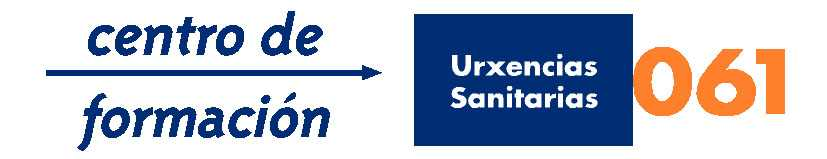 centro de
formación
Urxencias
Sanitarias
061